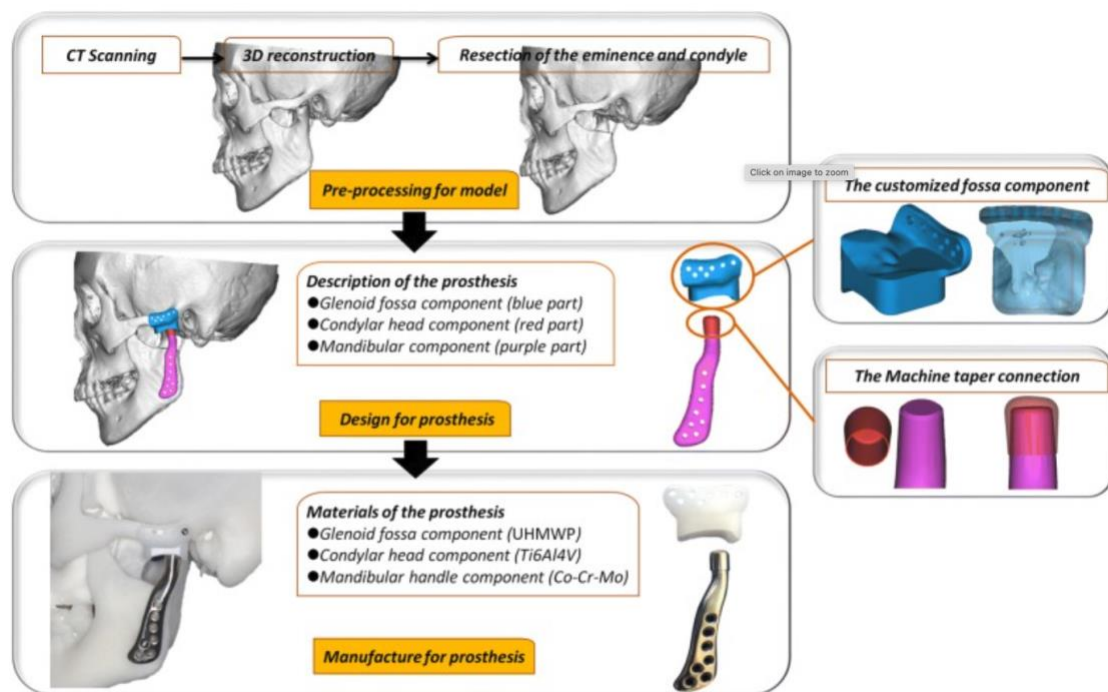 CT Scanning
3D reconstruction
Resection of the eminence and condyle
Pre-processing for model
Click on image to zoom
The customized fossa component
Description of the prosthesis
●Glenoid fossa component (blue part)
●Condylar head component (red part)
●Mandibular component (purple part)
Design for prosthesis
The Machine taper connection
Materials of the prosthesis
●Glenoid fossa component (UHMWP)
●Condylar head component (Ti6Al4V)
●Mandibular handle component (Co-Cr-Mo)
Manufacture for prosthesis